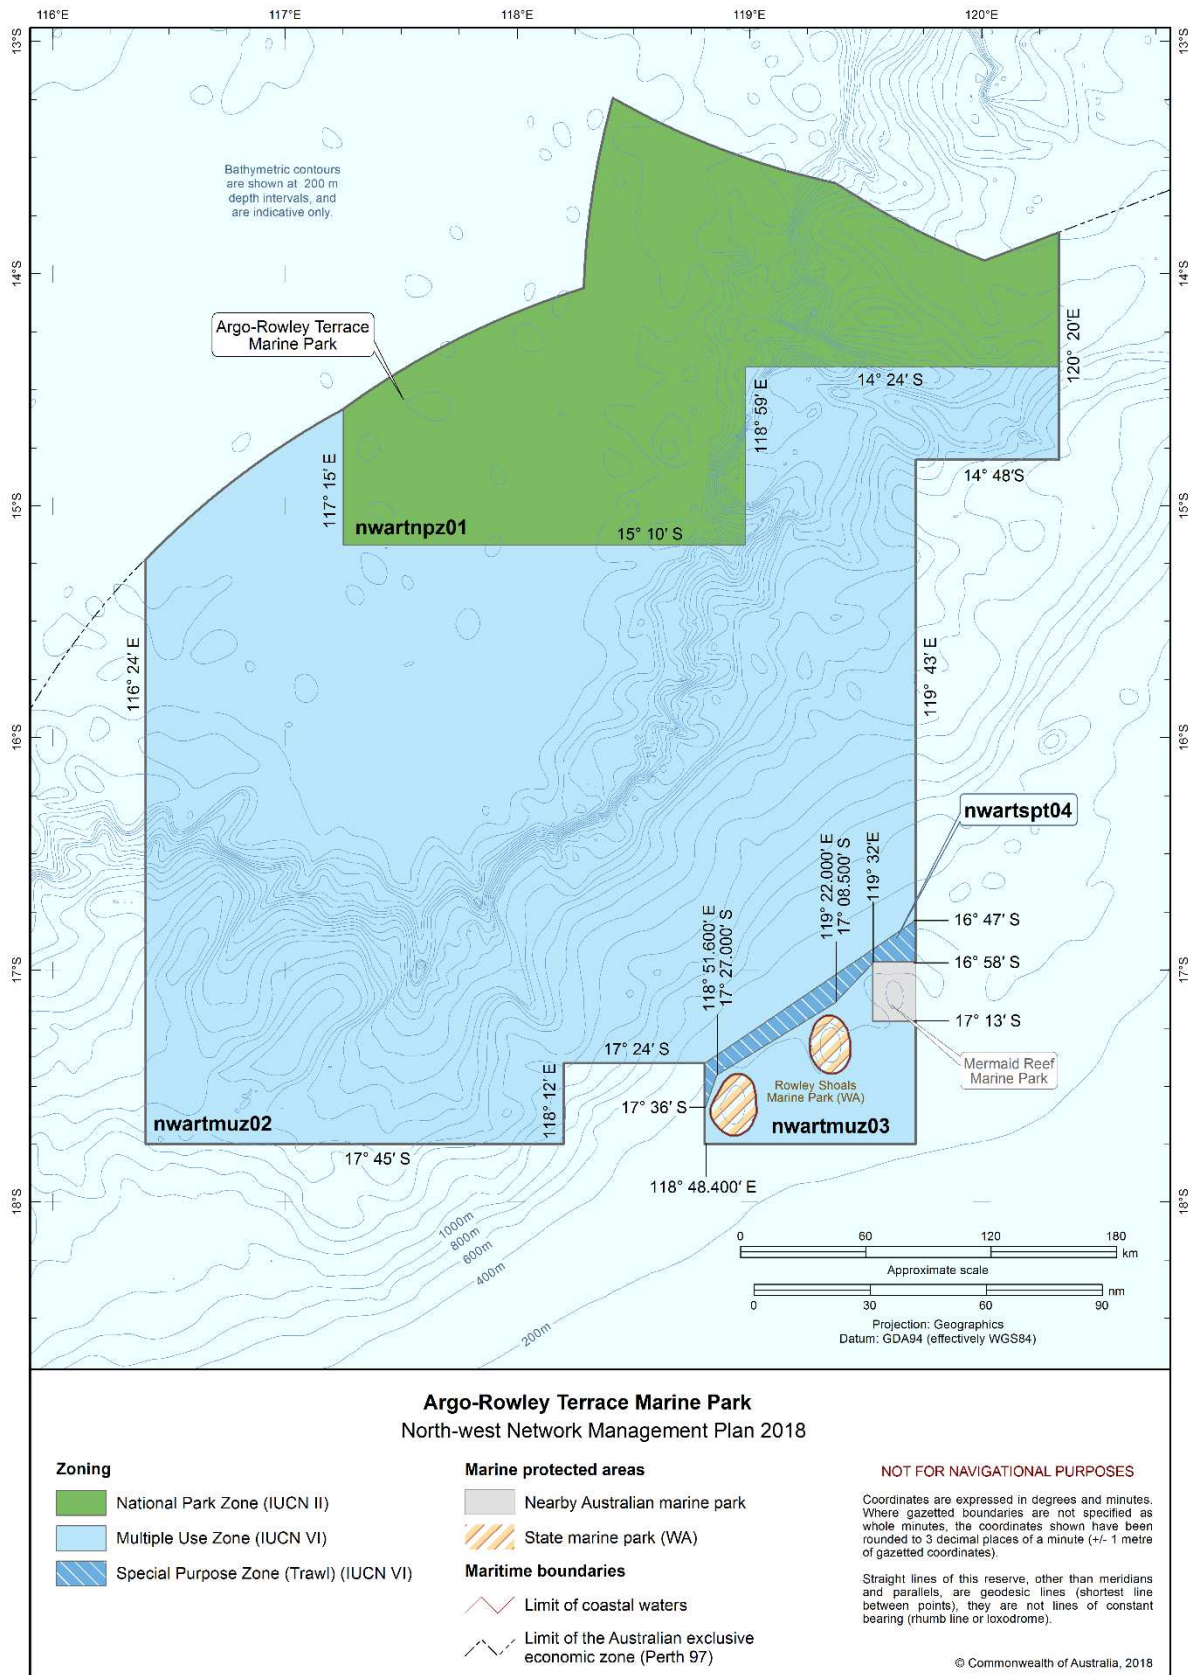 116°E
117°E
118°E
119°E
120°E
13°S
13°S
Bathymetric contours
are shown at 200 m
depth intervals, and
are indicative only.
14°S
14°S
Argo-Rowley Terrace
Marine Park
120° 20'E
14° 24' S
118° 59' E
117° 15' E
14° 48'S
15°S
15°S
nwartnpz01
15° 10' S
116° 24' E
119° 43' E
16°S
16°S
nwartspt04
119° 22.000' E
17° 08.500' S
119° 32'E
16° 47' S
118° 51.600' E
17° 27.000' S
16° 58' S
17°S
17°S
17° 13' S
17° 24' S
Mermaid Reef
Marine Park
118° 12' E
Rowley Shoals
Marine Park (WA)
17° 36' S
nwartmuz02
nwartmuz03
17° 45' S
118° 48.400' E
18°S
18°S
1000m
800m
600m
400m
200m
0 60 120 180
km
Approximate scale
nm
0 30 60 90
Projection: Geographics
Datum: GDA94 (effectively WGS84)
Argo-Rowley Terrace Marine Park
North-west Network Management Plan 2018
Zoning
National Park Zone (IUCN II)
Multiple Use Zone (IUCN VI)
Special Purpose Zone (Trawl) (IUCN VI)
Marine protected areas
Nearby Australian marine park
State marine park (WA)
Maritime boundaries
Limit of coastal waters
Limit of the Australian exclusive
economic zone (Perth 97)
NOT FOR NAVIGATIONAL PURPOSES
Coordinates are expressed in degrees and minutes.
Where gazetted boundaries are not specified as
whole minutes, the coordinates shown have been
rounded to 3 decimal places of a minute (+/- 1 metre
of gazetted coordinates).
Straight lines of this reserve, other than meridians
and parallels, are geodesic lines (shortest line
between points), they are not lines of constant
bearing (rhumb line or loxodrome).
© Commonwealth of Australia, 2018